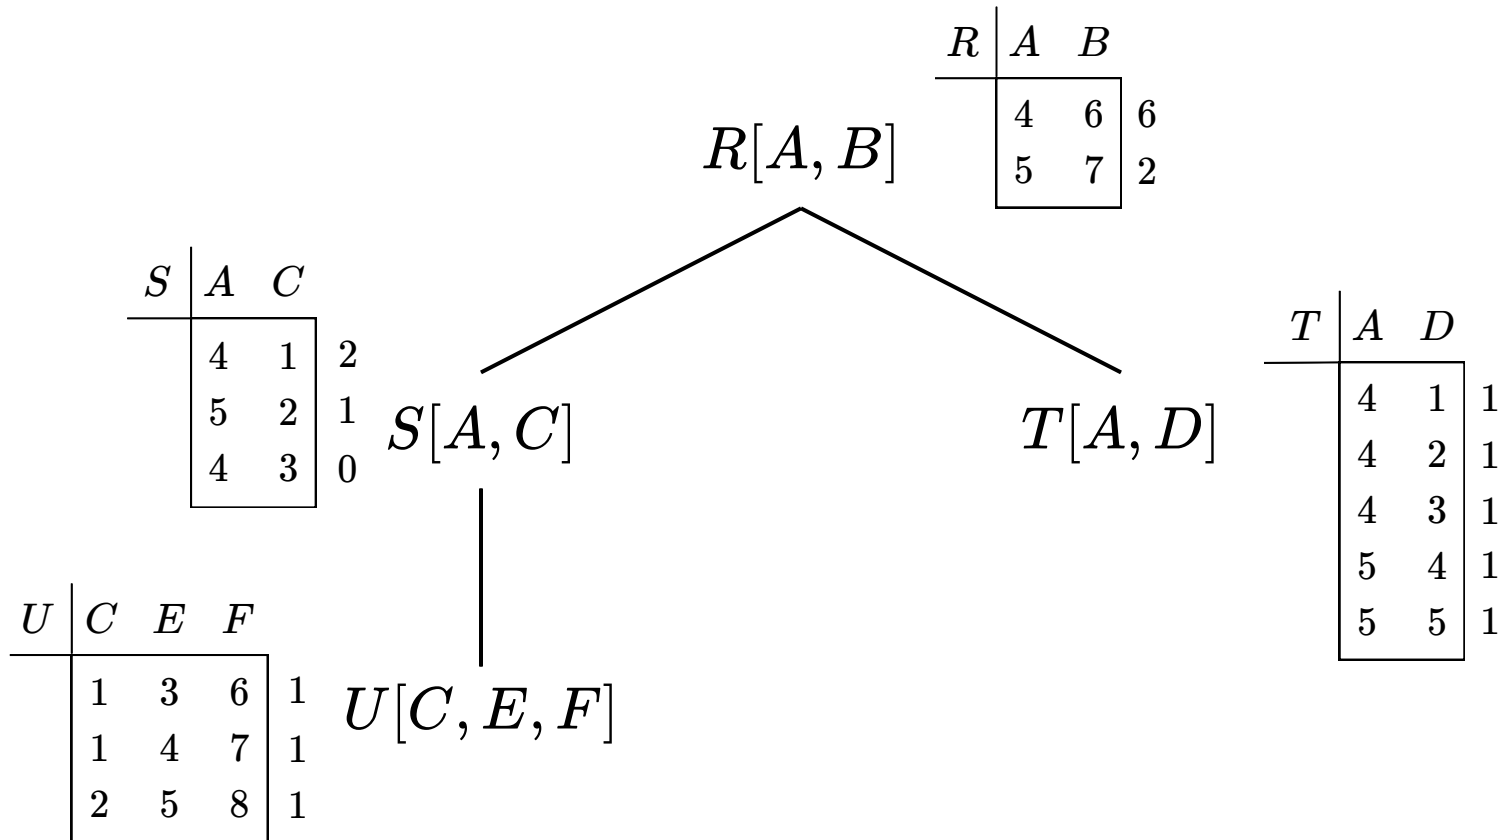 R A B
4 6 6
5 7 2
R[A, B]
S A C
4 1 2
5 2 1
4 3 0
S[A, C]
T[A, D]
T A D
4 1 1
4 2 1
4 3 1
5 4 1
5 5 1
U C E F
1 3 6 1
1 4 7 1
2 5 8 1
U[C, E, F]